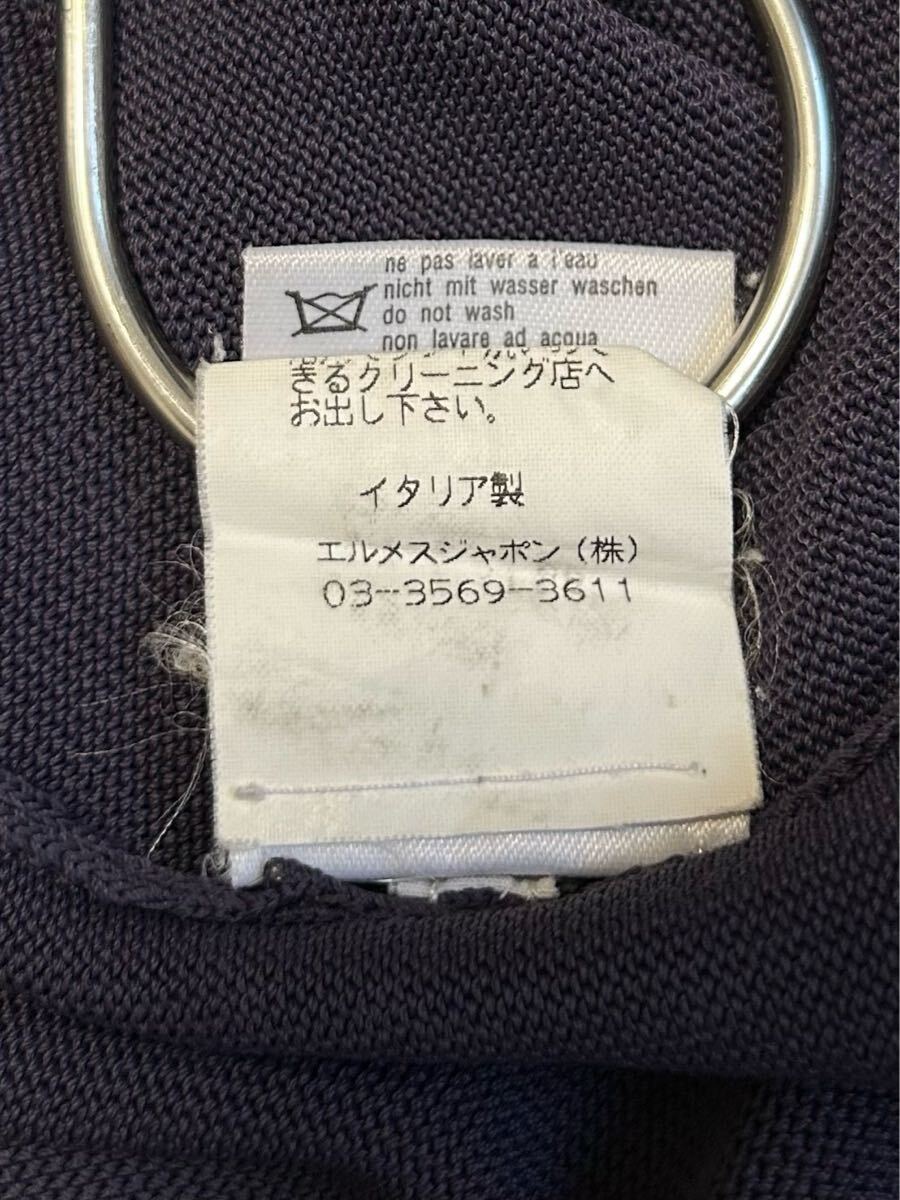 ne pas laver a l'eau
nicht mit wasser waschen
do not wash
non lavare ad acqua
きるクリーニング店へ
お出し下さい。
イタリア製
エルメスジャポン(株)
03-3569-3611